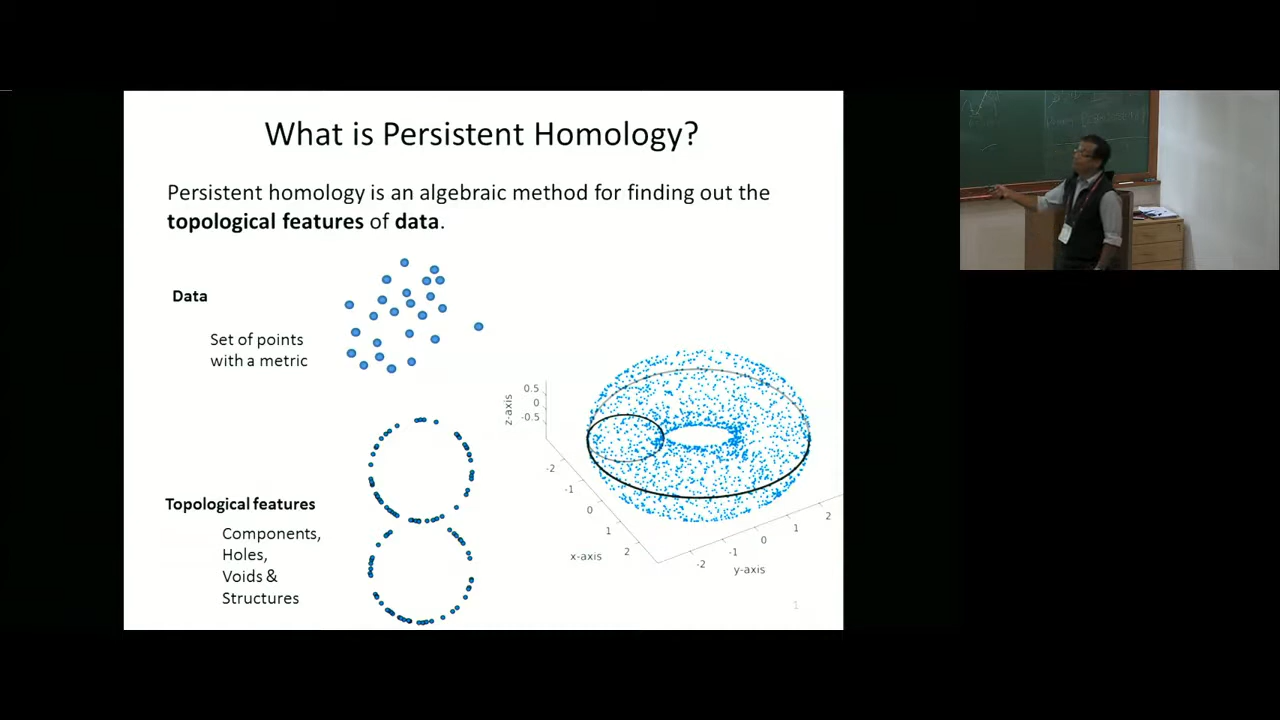 What is Persistent Homology?
Persistent homology is an algebraic method for finding out the
topological features of data.
Data
Set of points
with a metric
0.5
0
-0.5
z-axis
-2
-1
0
1
2
x-axis
-2
-1
0
1
2
y-axis
Topological features
Components,
Holes,
Voids &
Structures
1